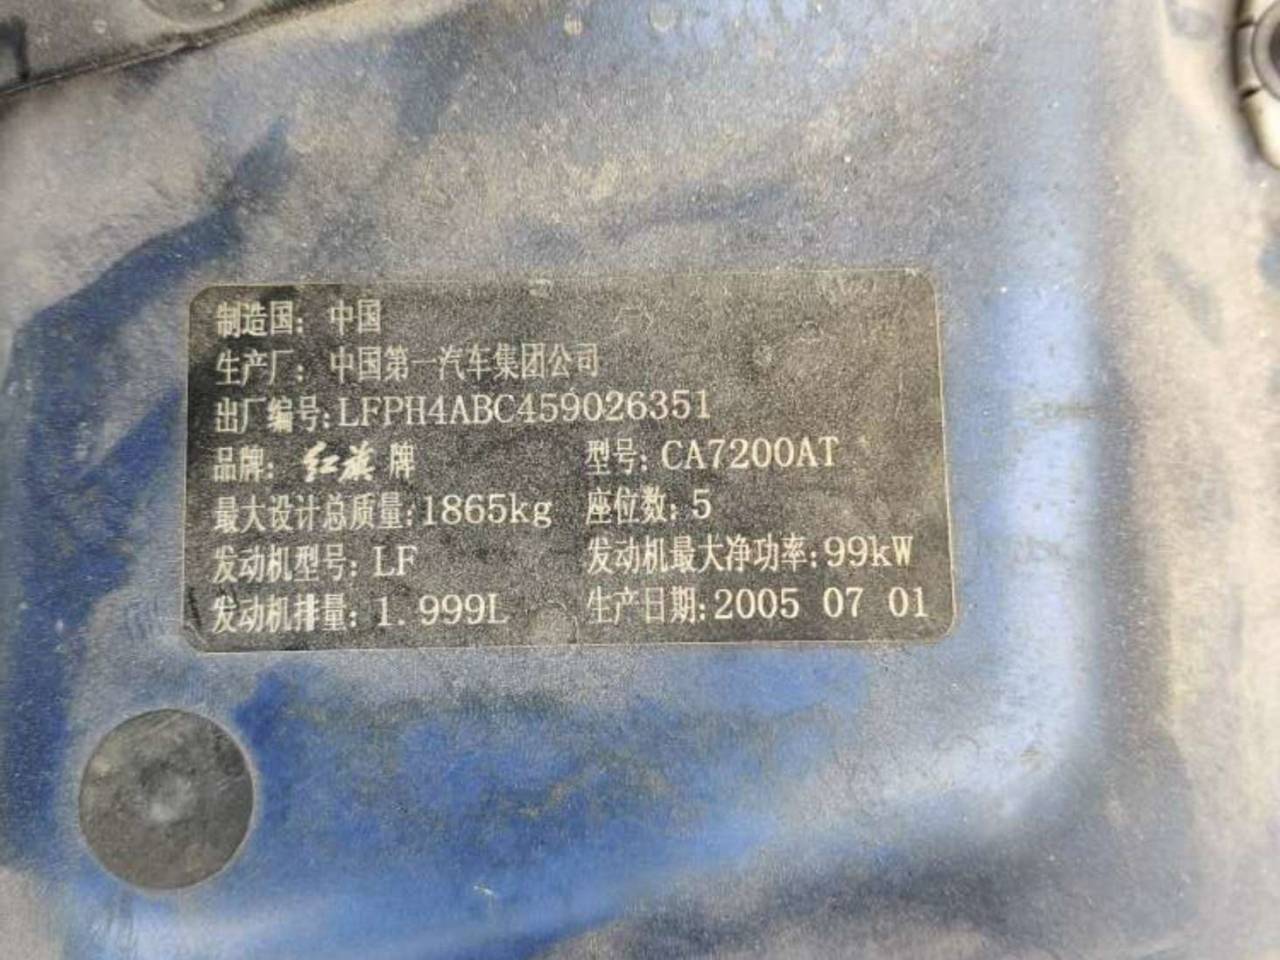 制造国：中国
生产厂：中国第一汽车集团公司
出厂编号:LFPH4ABC459026351
品牌：红旗牌 型号：CA7200AT
最大设计总质量:1865kg 座位数：5
发动机型号：LF 发动机最大净功率:99kW
发动机排量：1.999L 生产日期:2005 07 01